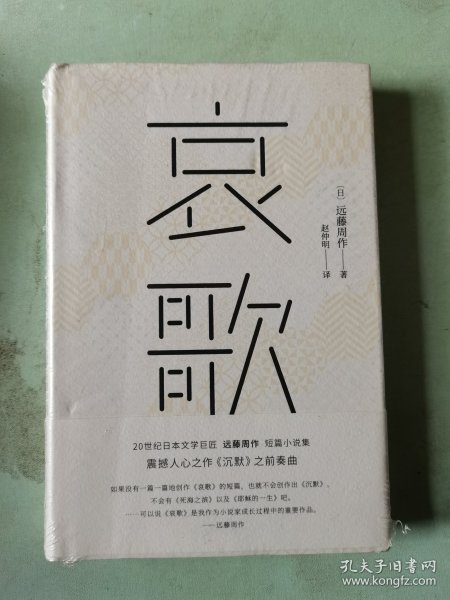 哀歌
〔日〕远藤周作——著
赵仲明——译
20世纪日本文学巨匠 远藤周作 短篇小说集
震撼人心之作《沉默》之前奏曲
如果没有一篇一篇地创作《哀歌》的短篇，也就不会创作出《沉默》，
不会有《死海之滨》以及《耶稣的一生》吧。
……可以说《哀歌》是我作为小说家成长过程中的重要作品。
——远藤周作
孔夫子旧书网
www.kongfz.com